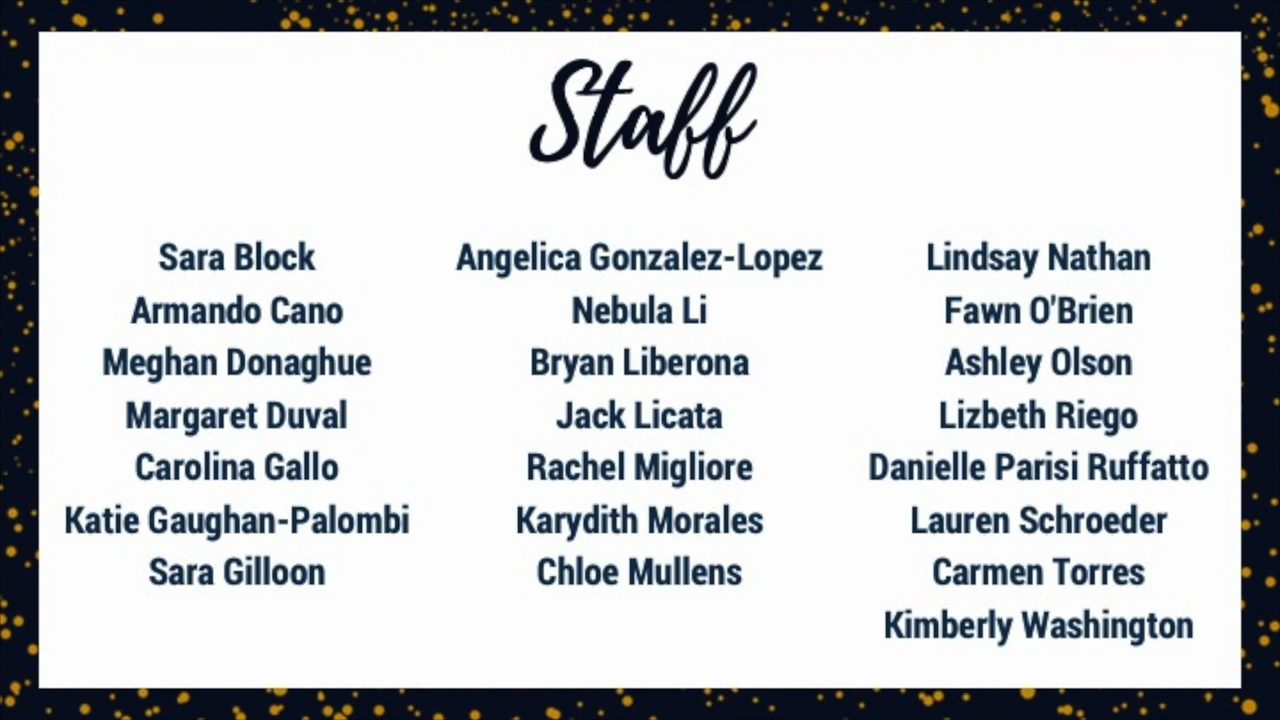 Staff
Sara Block
Armando Cano
Meghan Donaghue
Margaret Duval
Carolina Gallo
Katie Gaughan-Palombi
Sara Gilloon
Angelica Gonzalez-Lopez
Nebula Li
Bryan Liberona
Jack Licata
Rachel Migliore
Karydith Morales
Chloe Mullens
Lindsay Nathan
Fawn O'Brien
Ashley Olson
Lizbeth Riego
Danielle Parisi Ruffatto
Lauren Schroeder
Carmen Torres
Kimberly Washington